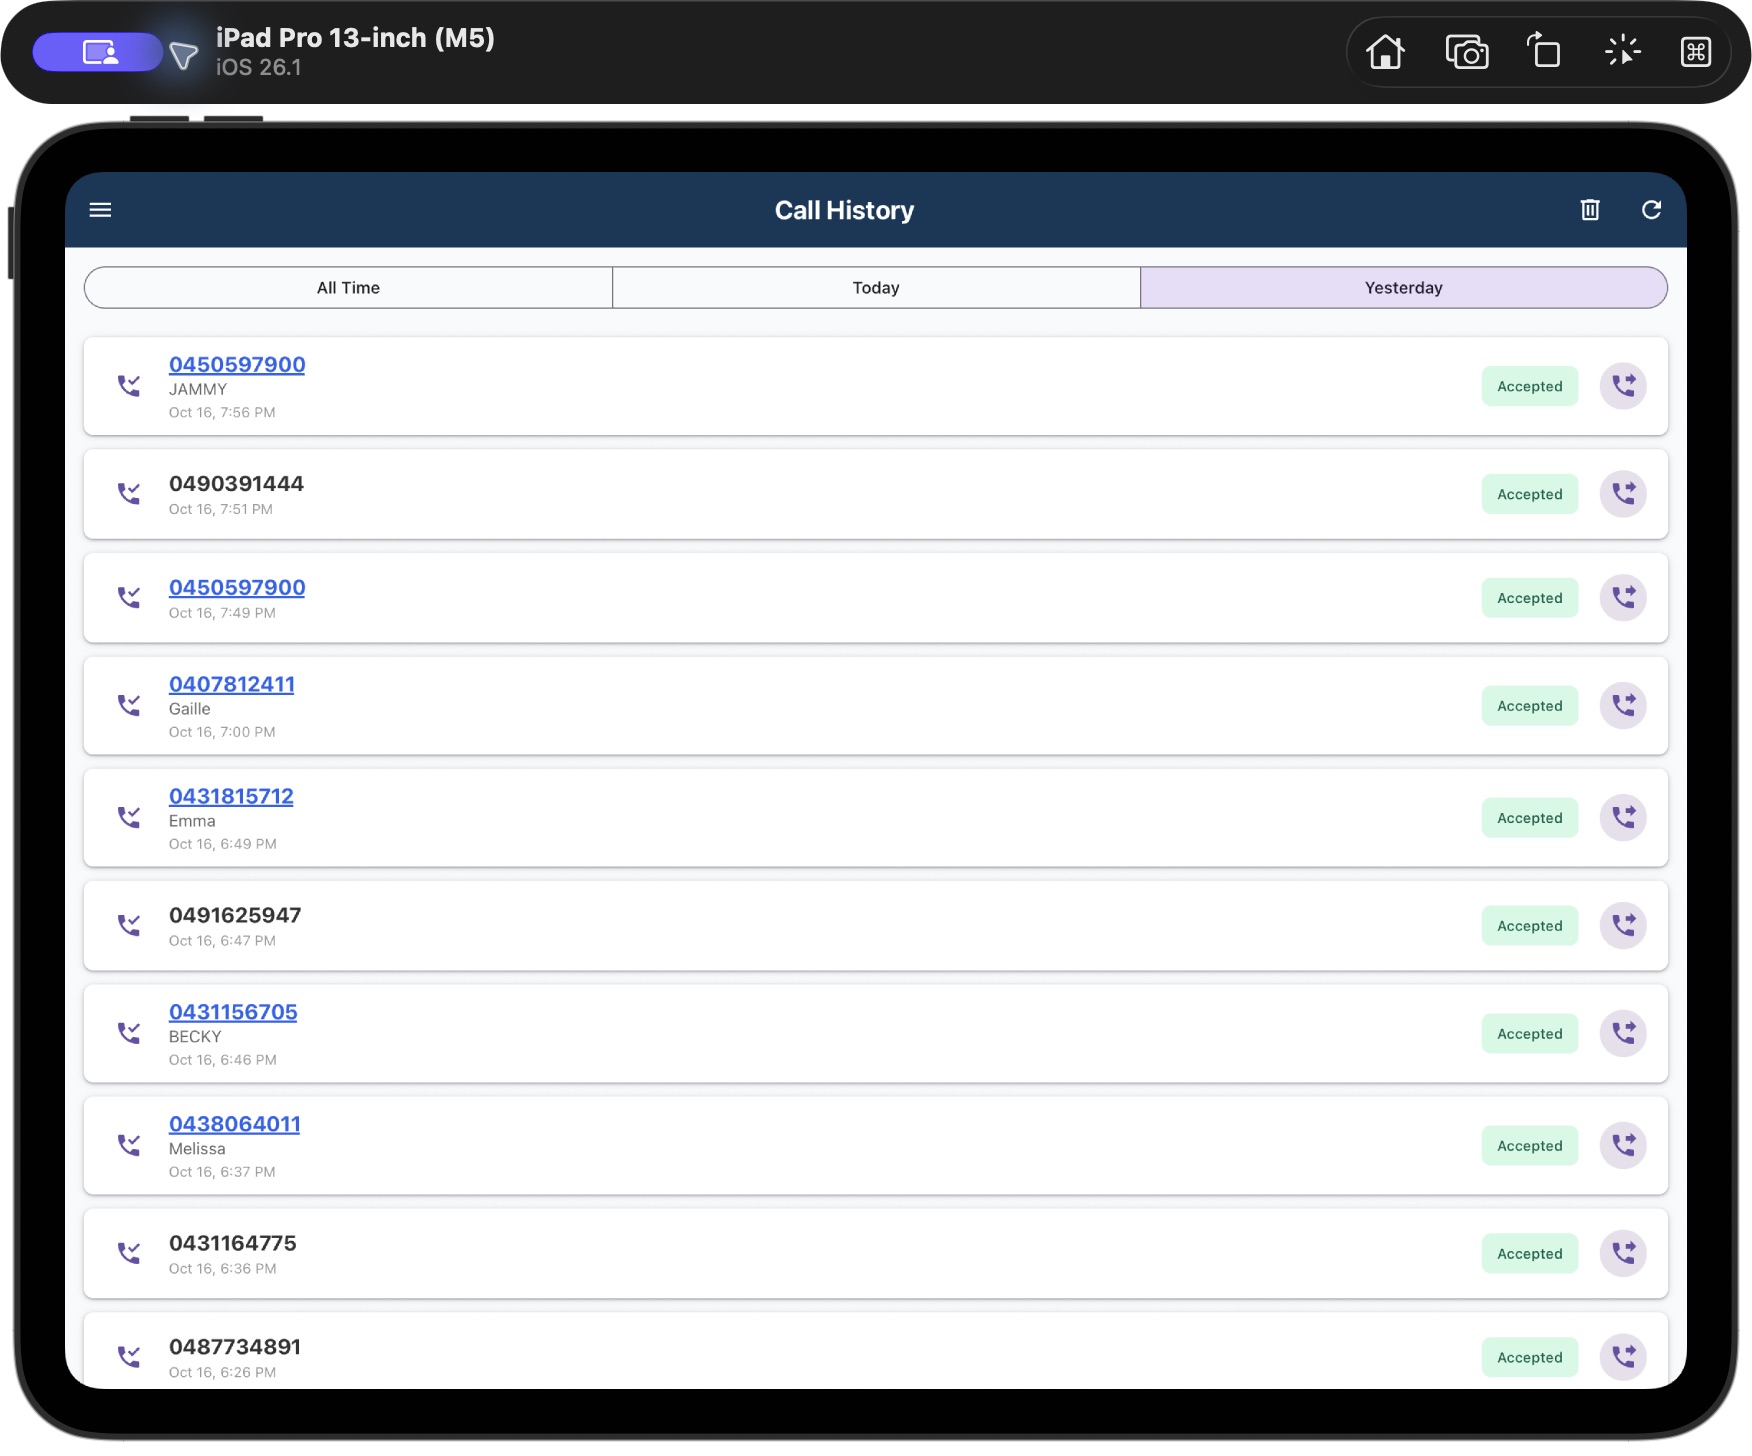 iPad Pro 13-inch (M5)
iOS 26.1
Call History
All Time
Today
Yesterday
0450597900
JAMMY
Oct 16, 7:56 PM
Accepted
0490391444
Oct 16, 7:51 PM
Accepted
0450597900
Oct 16, 7:49 PM
Accepted
0407812411
Gaille
Oct 16, 7:00 PM
Accepted
0431815712
Emma
Oct 16, 6:49 PM
Accepted
0491625947
Oct 16, 6:47 PM
Accepted
0431156705
BECKY
Oct 16, 6:46 PM
Accepted
0438064011
Melissa
Oct 16, 6:37 PM
Accepted
0431164775
Oct 16, 6:36 PM
Accepted
0487734891
Oct 16, 6:26 PM
Accepted